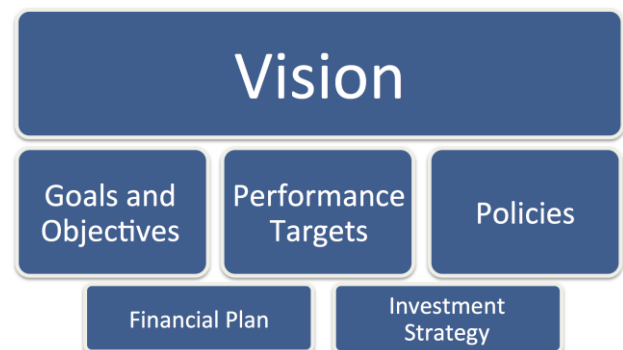 Vision
Goals and
Objectives
Performance
Targets
Policies
Financial Plan
Investment
Strategy